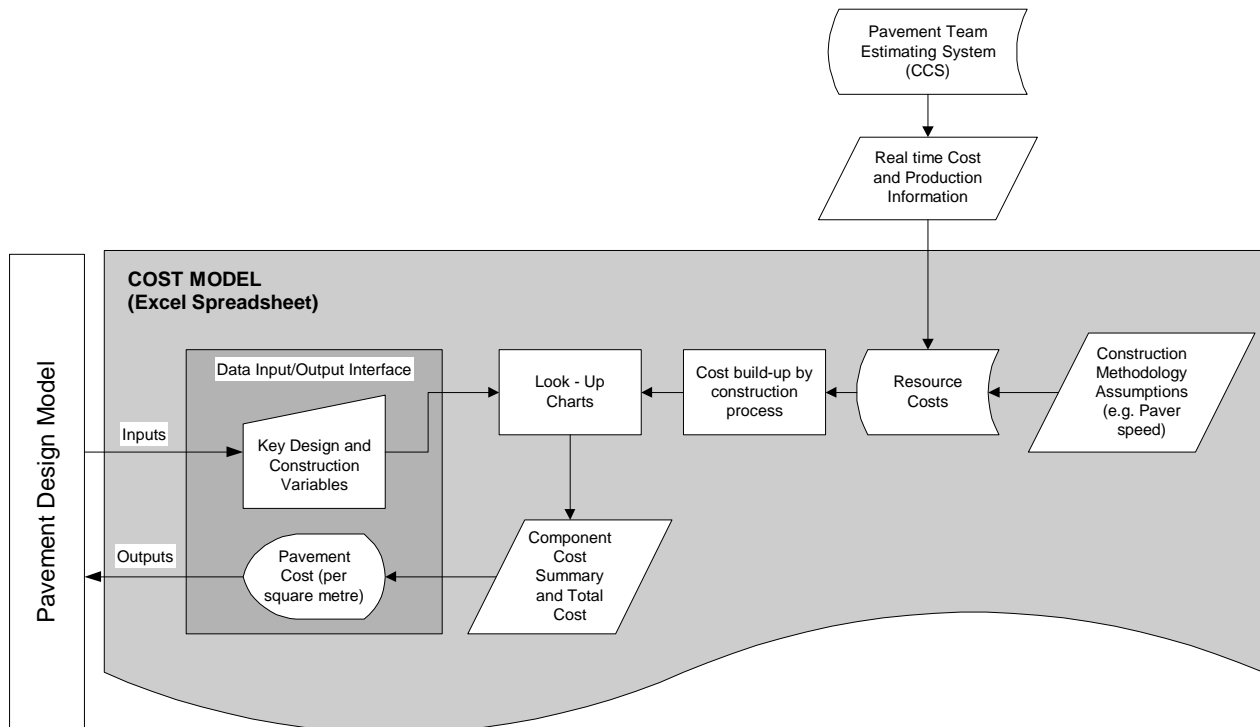 Pavement Team
Estimating System
(CCS)
Real time Cost
and Production
Information
Pavement Design Model
COST MODEL
(Excel Spreadsheet)
Data Input/Output Interface
Inputs
Key Design and
Construction
Variables
Look - Up
Charts
Cost build-up by
construction
process
Resource
Costs
Construction
Methodology
Assumptions
(e.g. Paver
speed)
Outputs
Pavement
Cost (per
square metre)
Component
Cost
Summary
and Total
Cost